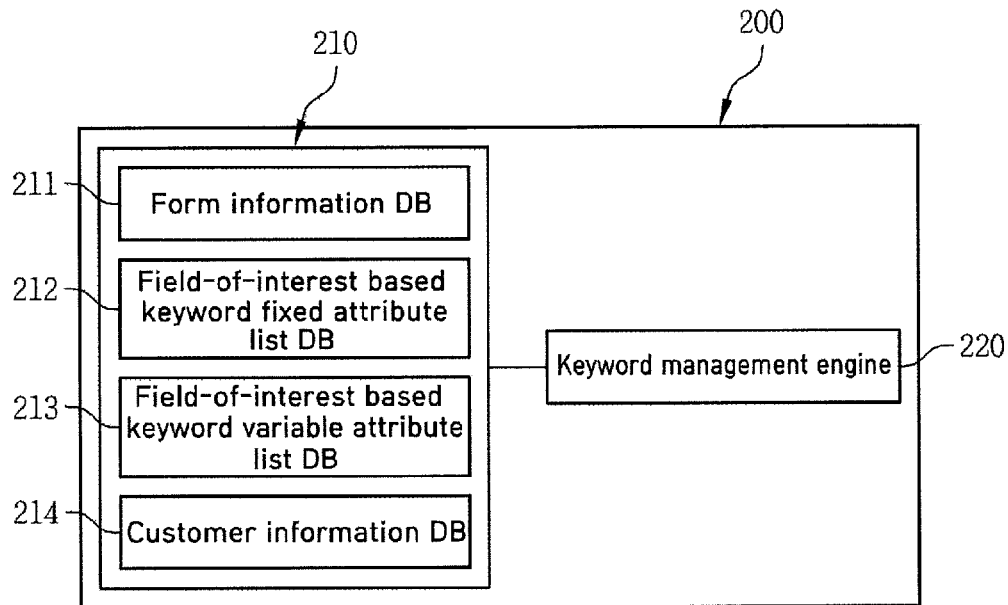 210
200
211
Form information DB
212
Field-of-interest based
keyword fixed attribute
list DB
Keyword management engine
220
213
Field-of-interest based
keyword variable attribute
list DB
214
Customer information DB